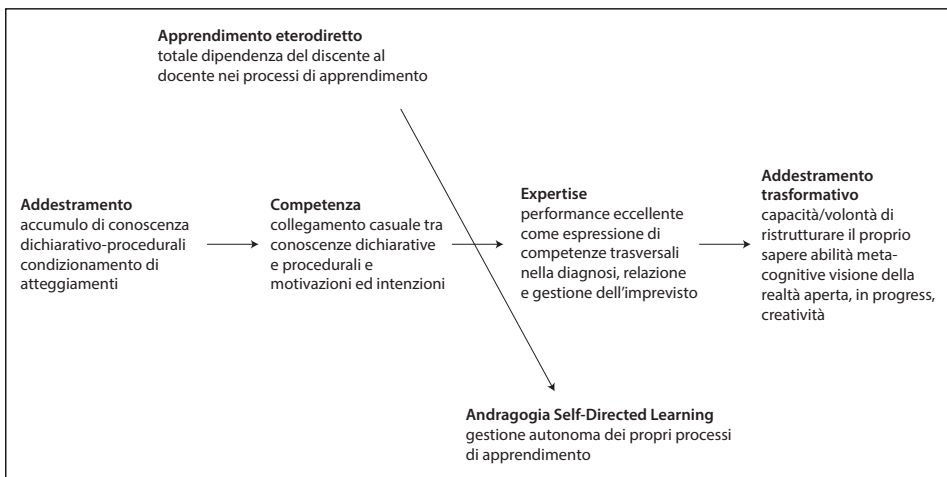 Apprendimento eterodiretto
totale dipendenza del discente al
docente nei processi di apprendimento
Addestramento
accumulo di conoscenza
dichiarativo-procedurali
condizionamento di
atteggiamenti
Competenza
collegamento casuale tra
conoscenze dichiarative
e procedurali e
motivazioni ed intenzioni
Expertise
performance eccellente
come espressione di
competenze trasversali
nella diagnosi, relazione
e gestione dell'imprevisto
Addestramento
trasformativo
capacità/volontà di
ristrutturare il proprio
sapere abilità meta-
cognitive visione della
realtà aperta, in progress,
creatività
Andragogia Self-Directed Learning
gestione autonoma dei propri processi
di apprendimento